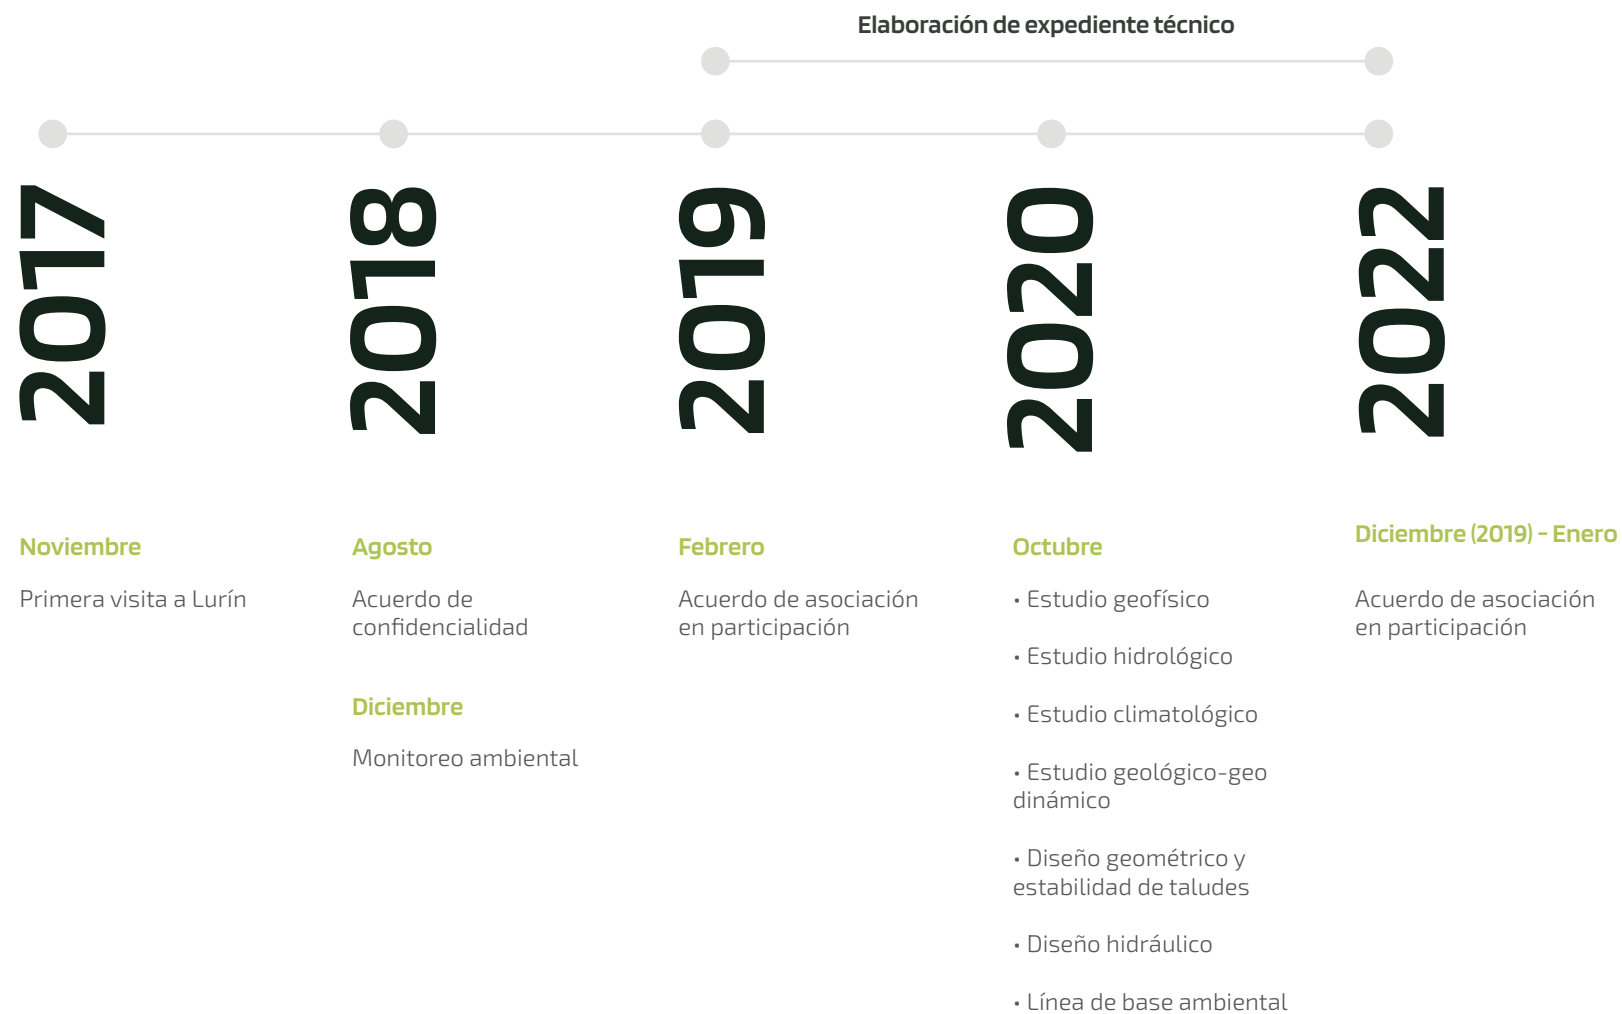 Elaboración de expediente técnico
2017
Noviembre
Primera visita a Lurín
2018
Agosto
Acuerdo de
confidencialidad
Diciembre
Monitoreo ambiental
2019
Febrero
Acuerdo de asociación
en participación
2020
Octubre
• Estudio geofísico
• Estudio hidrológico
• Estudio climatológico
• Estudio geológico-geo
dinámico
• Diseño geométrico y
estabilidad de taludes
• Diseño hidráulico
• Línea de base ambiental
2022
Diciembre (2019) - Enero
Acuerdo de asociación
en participación